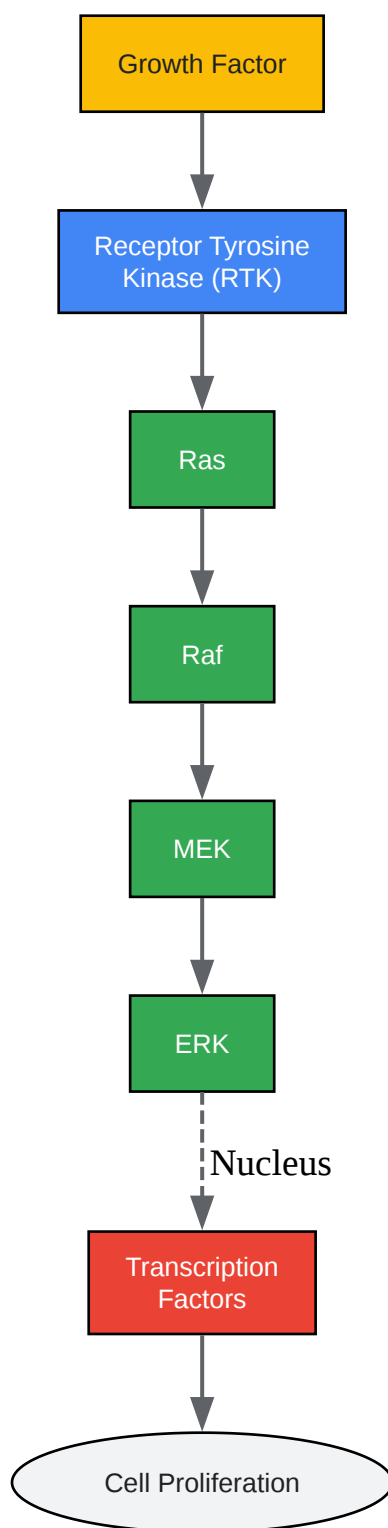 Growth Factor
Receptor Tyrosine
Kinase (RTK)
Ras
Raf
MEK
ERK
Nucleus
Transcription
Factors
Cell Proliferation